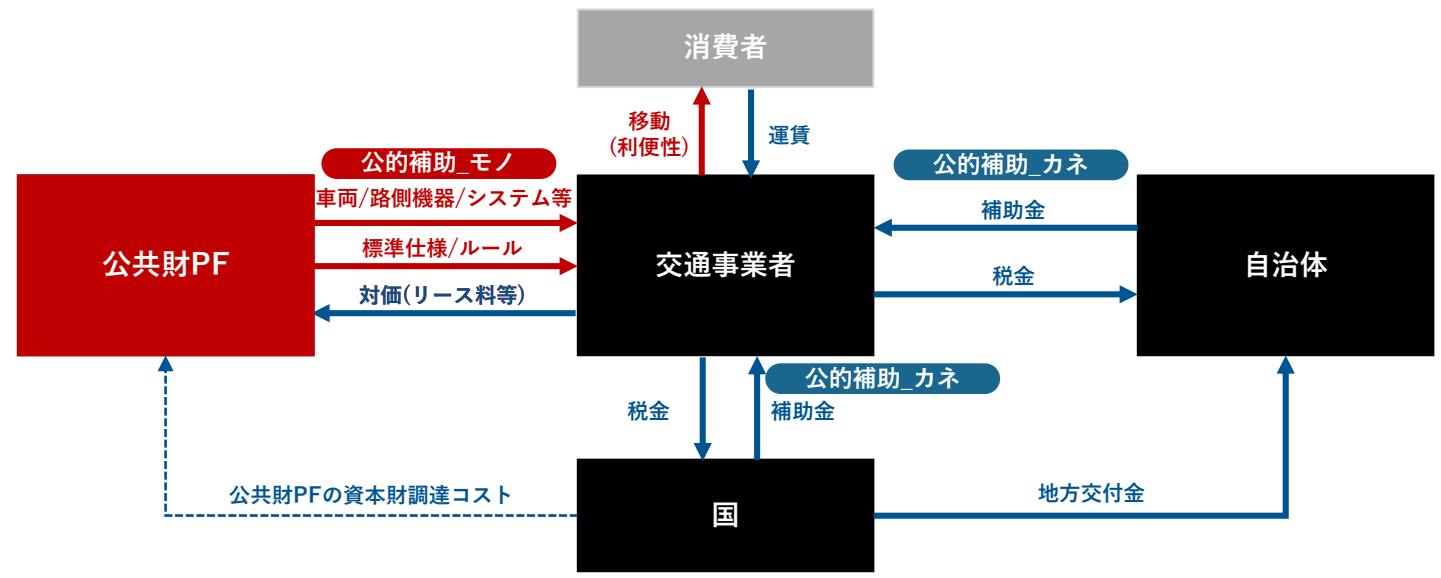 消費者
移動
(利便性)
運賃
公的補助_モノ
公的補助_カネ
車両/路側機器/システム等
補助金
標準仕様/ルール
公共財PF
交通事業者
自治体
税金
対価(リース料等)
公的補助_カネ
税金
補助金
公共財PFの資本財調達コスト
地方交付金
国